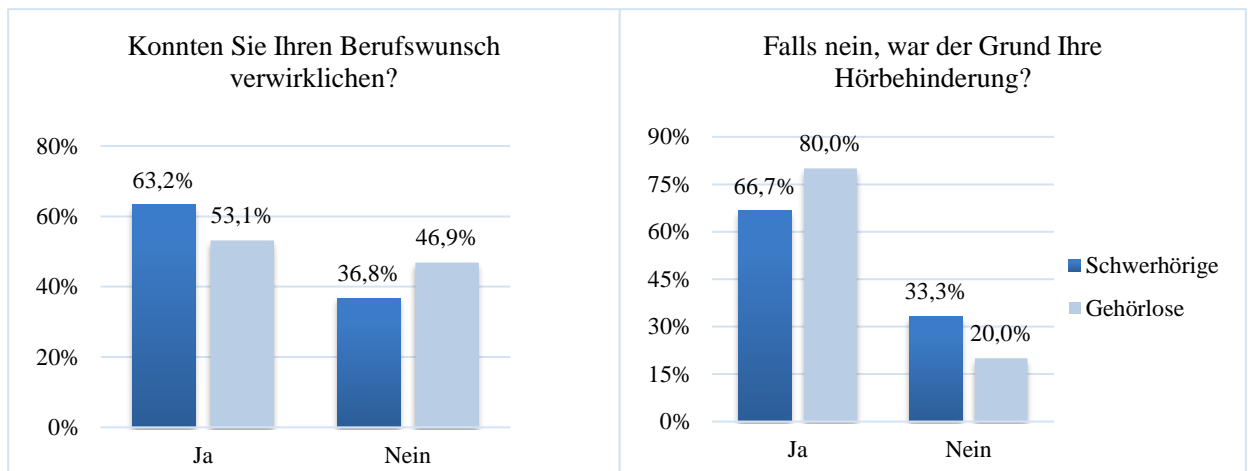 Konnten Sie Ihren Berufswunsch
verwirklichen?
80%
60%
40%
20%
0%
63,2%
53,1%
36,8%
46,9%
Ja
Nein
Falls nein, war der Grund Ihre
Hörbehinderung?
90%
75%
60%
45%
30%
15%
0%
66,7%
80,0%
33,3%
20,0%
Ja
Nein
Schwerhörige
Gehörlose